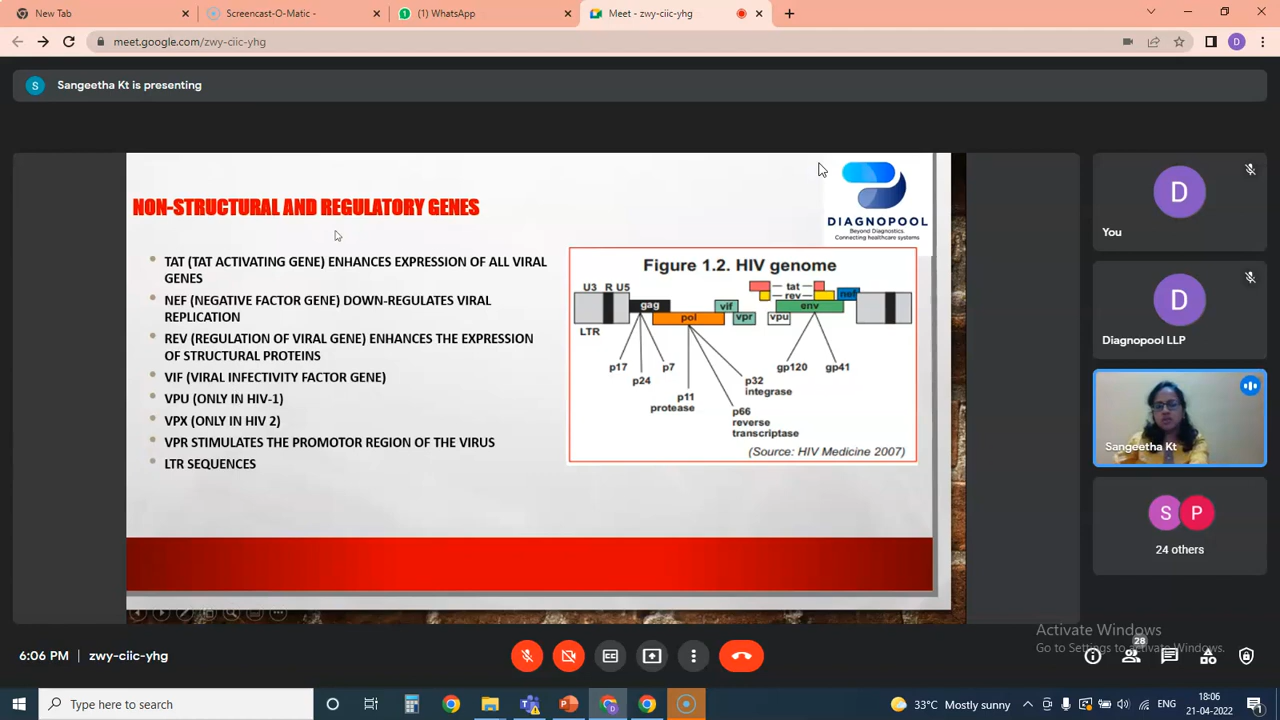 New Tab
Screencast-O-Matic -
(1) WhatsApp
Meet - zwy-ciic-yhg
meet.google.com/zwy-ciic-yhg
D
S
Sangeetha Kt is presenting
NON-STRUCTURAL AND REGULATORY GENES
TAT (TAT ACTIVATING GENE) ENHANCES EXPRESSION OF ALL VIRAL
GENES
NEF (NEGATIVE FACTOR GENE) DOWN-REGULATES VIRAL
REPLICATION
REV (REGULATION OF VIRAL GENE) ENHANCES THE EXPRESSION
OF STRUCTURAL PROTEINS
VIF (VIRAL INFECTIVITY FACTOR GENE)
VPU (ONLY IN HIV-1)
VPX (ONLY IN HIV 2)
VPR STIMULATES THE PROMOTOR REGION OF THE VIRUS
LTR SEQUENCES
DIAGNOPOOL
Beyond Diagnostics.
Connecting healthcare systems
Figure 1.2. HIV genome
U3 R U5
tat
rev
nef
gag
vif
env
pol
vpr
vpu
LTR
p17
p24
p7
p11
protease
p66
reverse
transcriptase
p32
integrase
gp120
gp41
(Source: HIV Medicine 2007)
D
You
D
Diagnopool LLP
Sangeetha Kt
S P
24 others
Activate Windows
Go to Settings to activate Windows.
6:06 PM
zwy-ciic-yhg
28
Type here to search
33°C Mostly sunny
ENG
18:06
21-04-2022